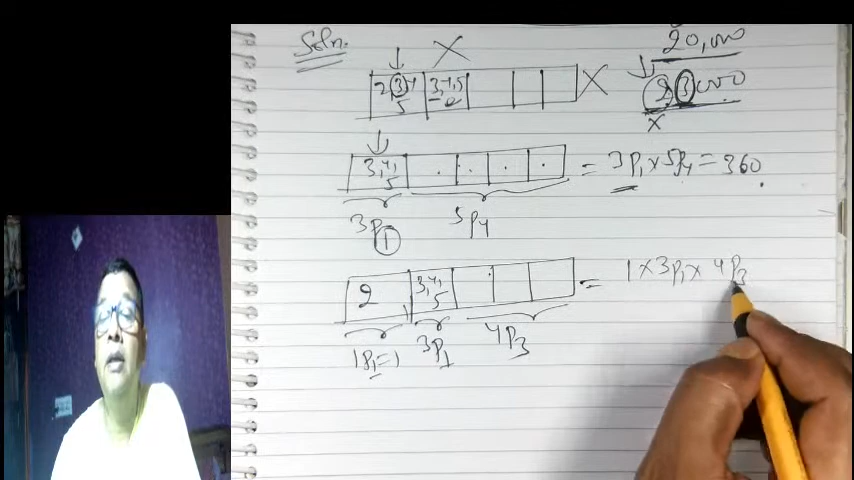 Soln.
20,000
2 3 4 5 | 3,4,5 X
23000
X
3,4, 5 = 3P1 x 5P4 = 360.
3P1 5P4
2 3,4, 5 = 1 x 3P1 x 4P3
1P1 = 1 3P1 4P3